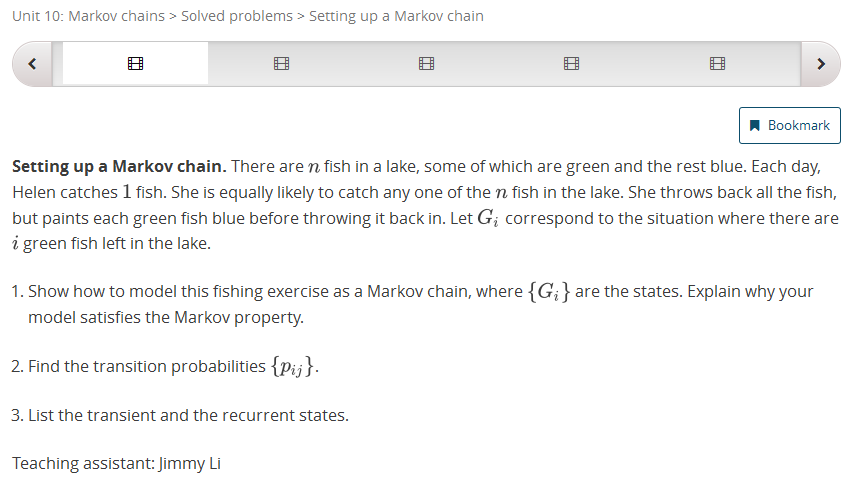 Unit 10: Markov chains > Solved problems > Setting up a Markov chain
Bookmark
Setting up a Markov chain. There are n fish in a lake, some of which are green and the rest blue. Each day,
Helen catches 1 fish. She is equally likely to catch any one of the n fish in the lake. She throws back all the fish,
but paints each green fish blue before throwing it back in. Let G_i correspond to the situation where there are
i green fish left in the lake.
1. Show how to model this fishing exercise as a Markov chain, where {G_i} are the states. Explain why your
model satisfies the Markov property.
2. Find the transition probabilities {p_ij}.
3. List the transient and the recurrent states.
Teaching assistant: Jimmy Li